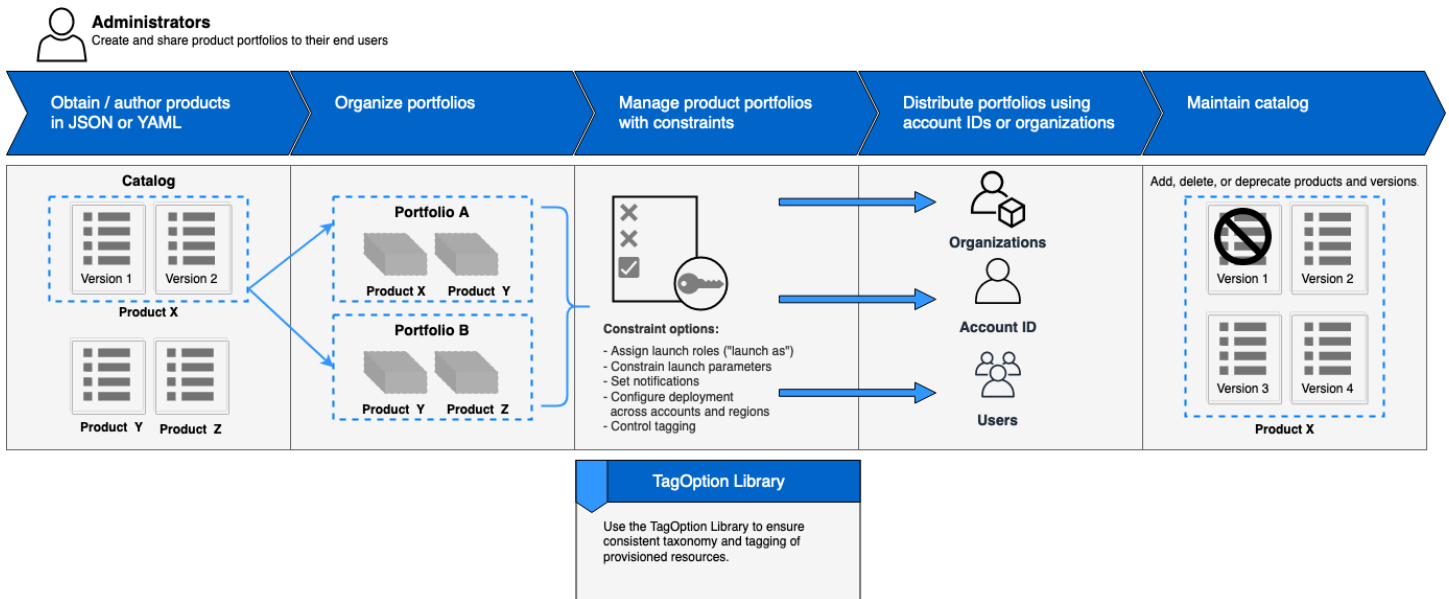 Administrators
Create and share product portfolios to their end users
Obtain / author products
in JSON or YAML
Organize portfolios
Manage product portfolios
with constraints
Distribute portfolios using
account IDs or organizations
Maintain catalog
Catalog
Version 1
Version 2
Product X
Product Y
Product Z
Portfolio A
Product X
Product Y
Portfolio B
Product Y
Product Z
Constraint options:
- Assign launch roles ("launch as")
- Constrain launch parameters
- Set notifications
- Configure deployment
across accounts and regions
- Control tagging
Organizations
Account ID
Users
Add, delete, or deprecate products and versions.
Version 1
Version 2
Version 3
Version 4
Product X
TagOption Library
Use the TagOption Library to ensure
consistent taxonomy and tagging of
provisioned resources.